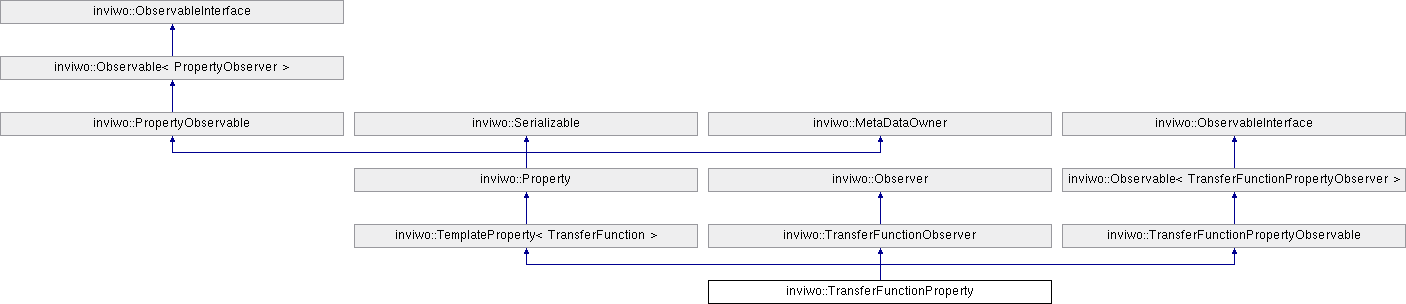 inviwo::ObservableInterface
inviwo::Observable< PropertyObserver >
inviwo::PropertyObservable
inviwo::Serializable
inviwo::MetaDataOwner
inviwo::ObservableInterface
inviwo::Property
inviwo::Observer
inviwo::Observable< TransferFunctionPropertyObserver >
inviwo::TemplateProperty< TransferFunction >
inviwo::TransferFunctionObserver
inviwo::TransferFunctionPropertyObservable
inviwo::TransferFunctionProperty